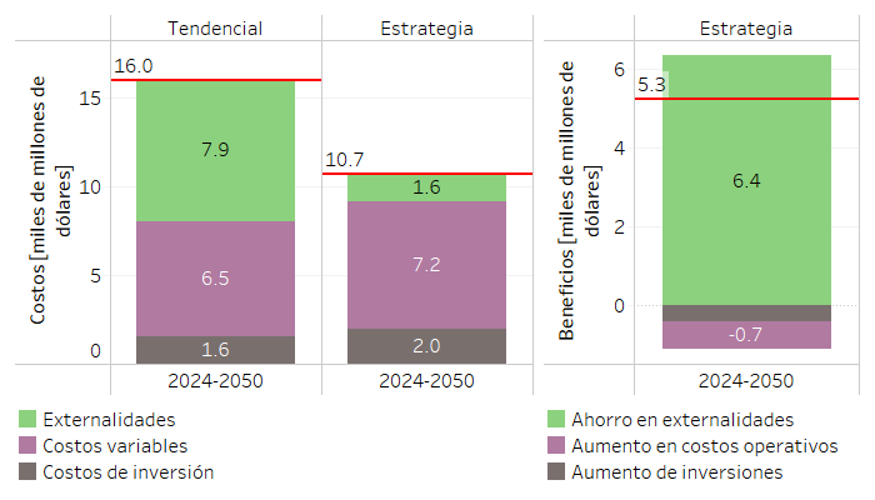 Tendencial
Estrategia
Estrategia
Costos [miles de millones de
dólares]
15
10
5
0
16.0
7.9
6.5
1.6
10.7
1.6
7.2
2.0
2024-2050
2024-2050
Beneficios [miles de millones de
dólares]
6
4
2
0
5.3
6.4
-0.7
2024-2050
Externalidades
Costos variables
Costos de inversión
Ahorro en externalidades
Aumento en costos operativos
Aumento de inversiones